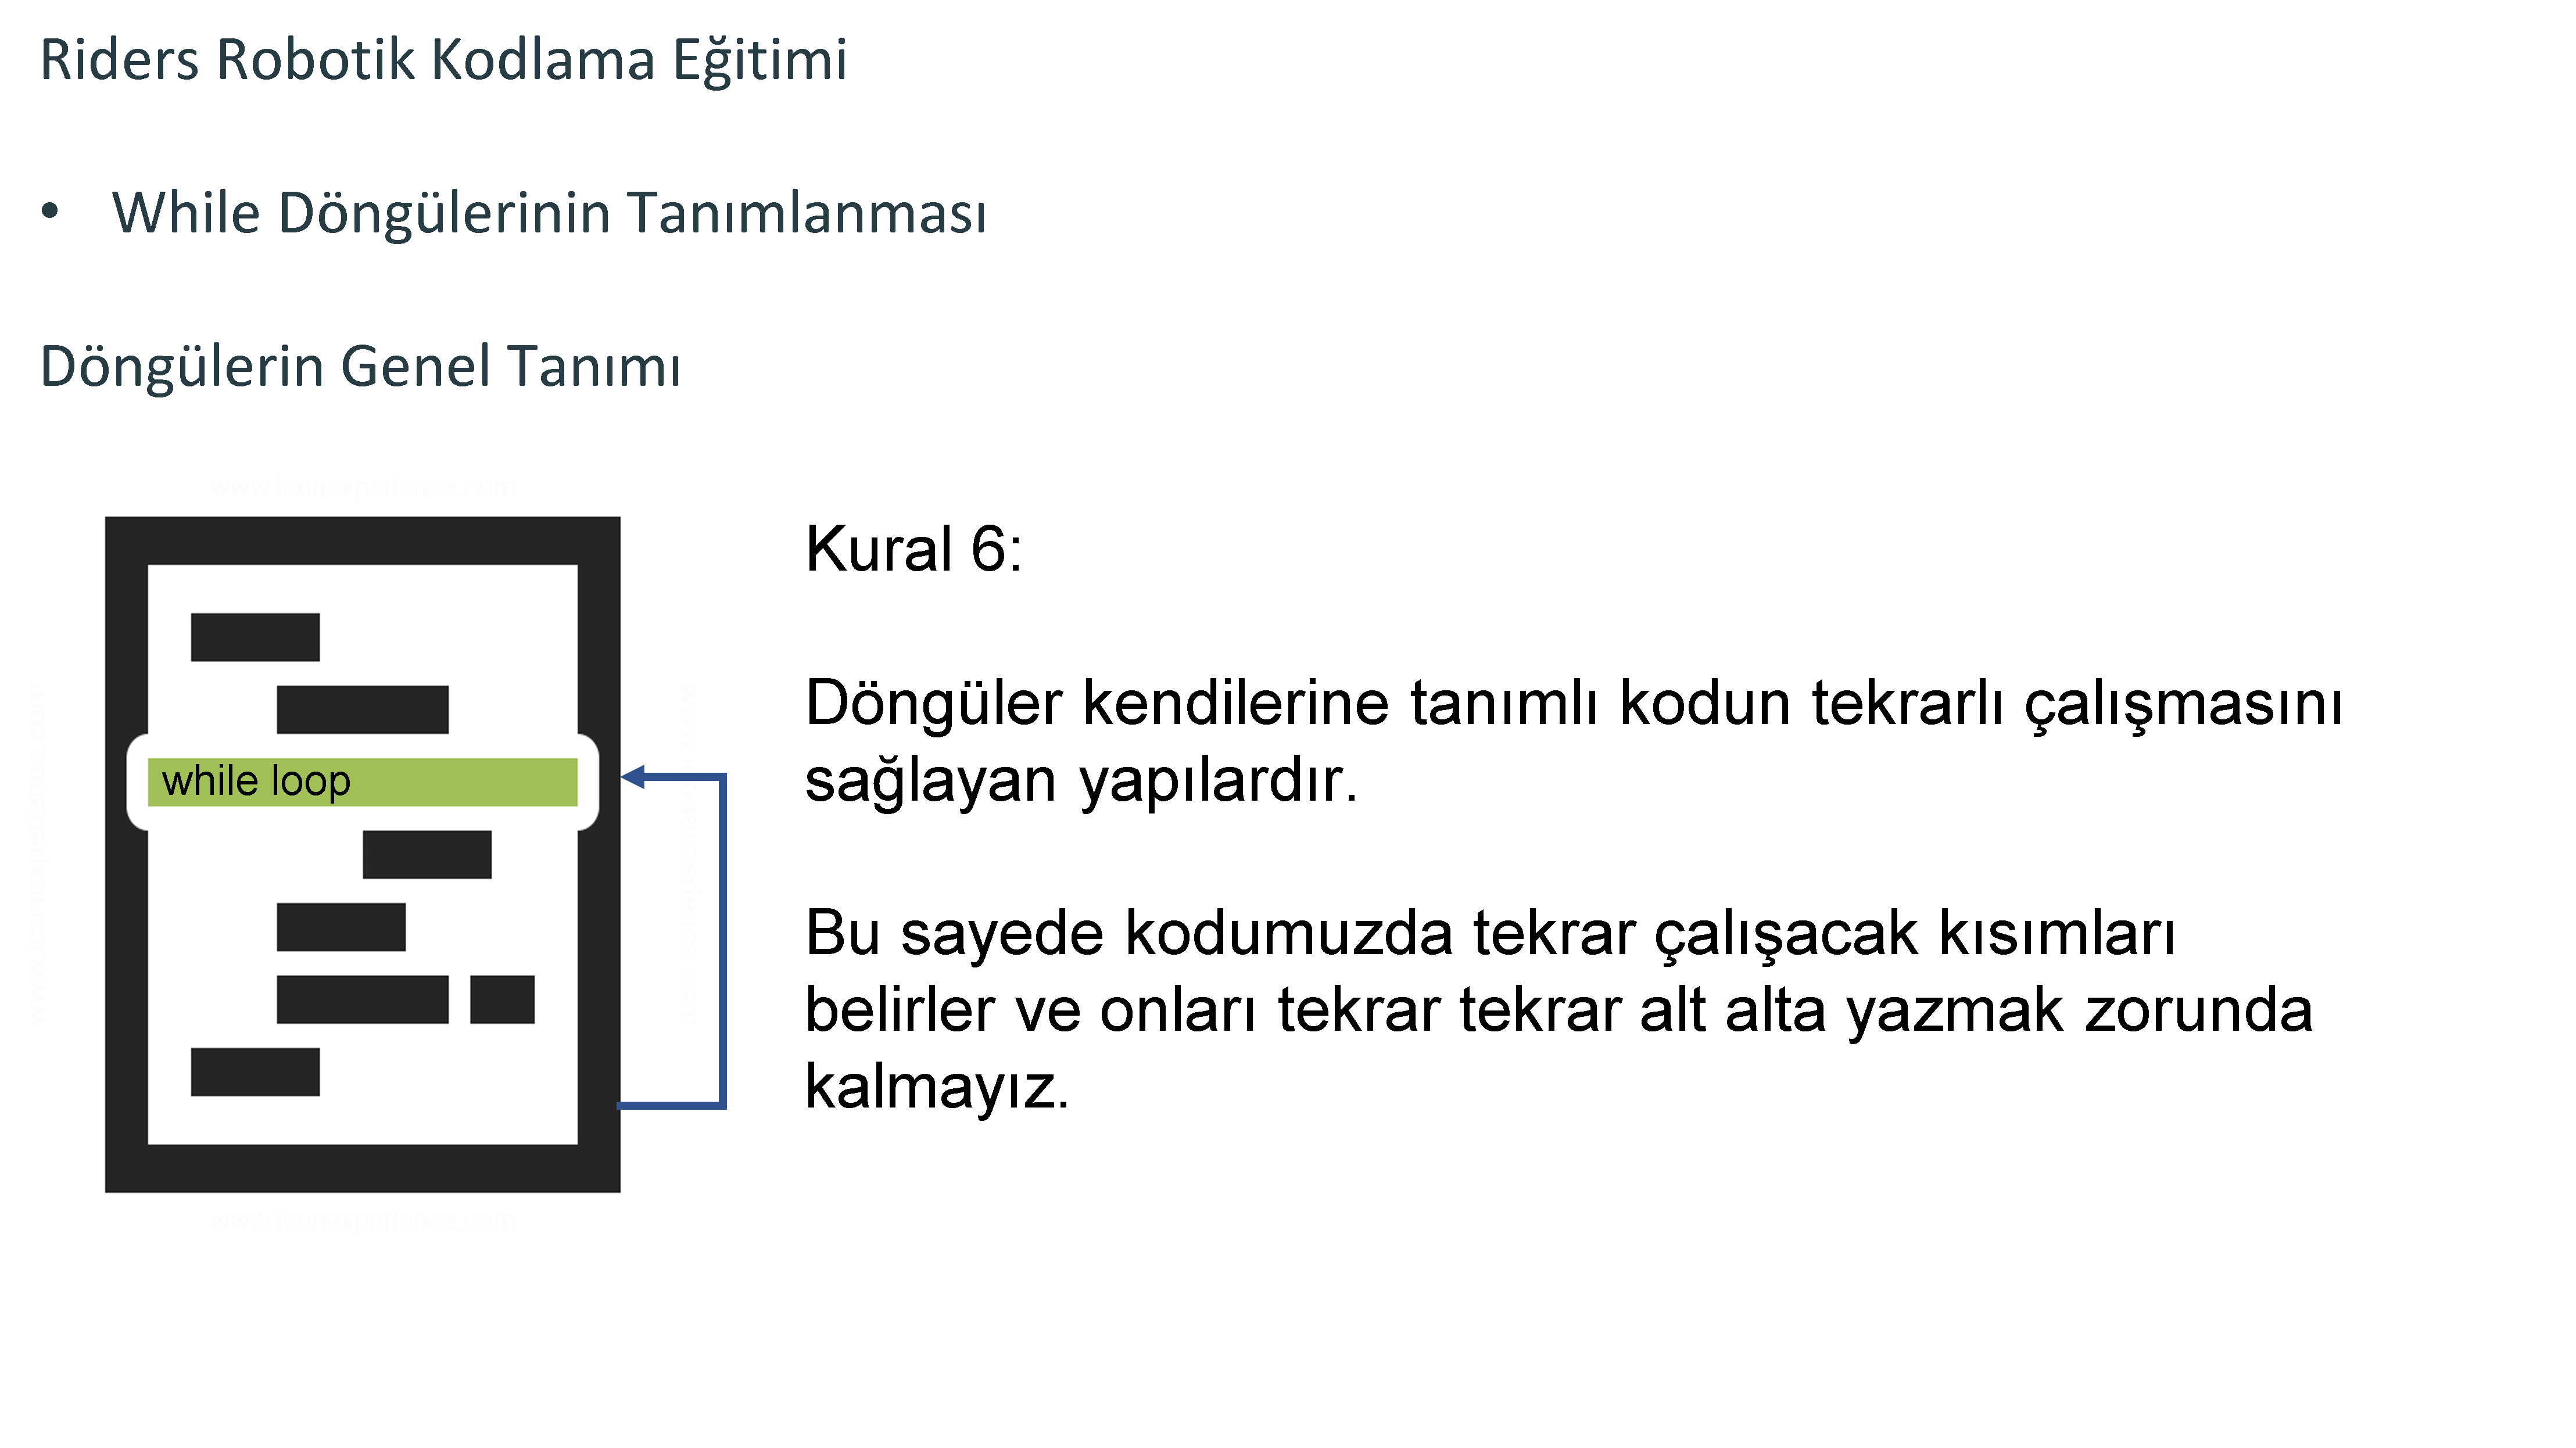 Riders Robotik Kodlama Eğitimi
• While Döngülerinin Tanımlanması
Döngülerin Genel Tanımı
www.iconexperience.com
Kural 6:
Döngüler kendilerine tanımlı kodun tekrarlı çalışmasını
sağlayan yapılardır.
while loop
Bu sayede kodumuzda tekrar çalışacak kısımları
belirler ve onları tekrar tekrar alt alta yazmak zorunda
kalmayız.
www.iconexperience.com
www.iconexperience.com
www.iconexperience.com